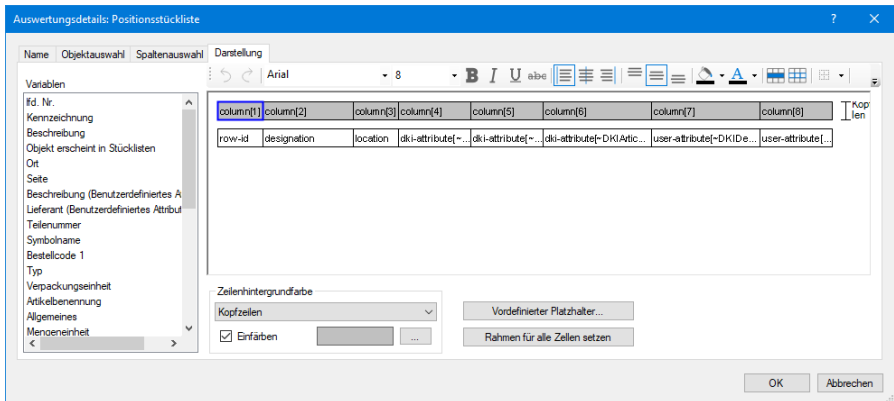 Auswertungsdetails: Positionsstückliste
Name Objektauswahl Spaltenauswahl Darstellung
Variablen
Arial 8 B I U abc A
lfd. Nr.
Kennzeichnung
Beschreibung
Objekt erscheint in Stücklisten
Ort
Seite
Beschreibung (Benutzerdefiniertes A
Lieferant (Benutzerdefiniertes Attribut
Teilenummer
Symbolname
Bestellcode 1
Typ
Verpackungseinheit
Artikelbenennung
Allgemeines
Mengeneinheit
column[1] column[2] column[3] column[4] column[5] column[6] column[7] column[8]
Kop
len
row-id designation location dki-attribute[~... dki-attribute[~... dki-attribute[~DKIArtic... user-attribute[~DKIDe... user-attribute[...
Zeilenhintergrundfarbe
Kopfzeilen
Einfärben ...
Vordefinierter Platzhalter...
Rahmen für alle Zellen setzen
OK Abbrechen